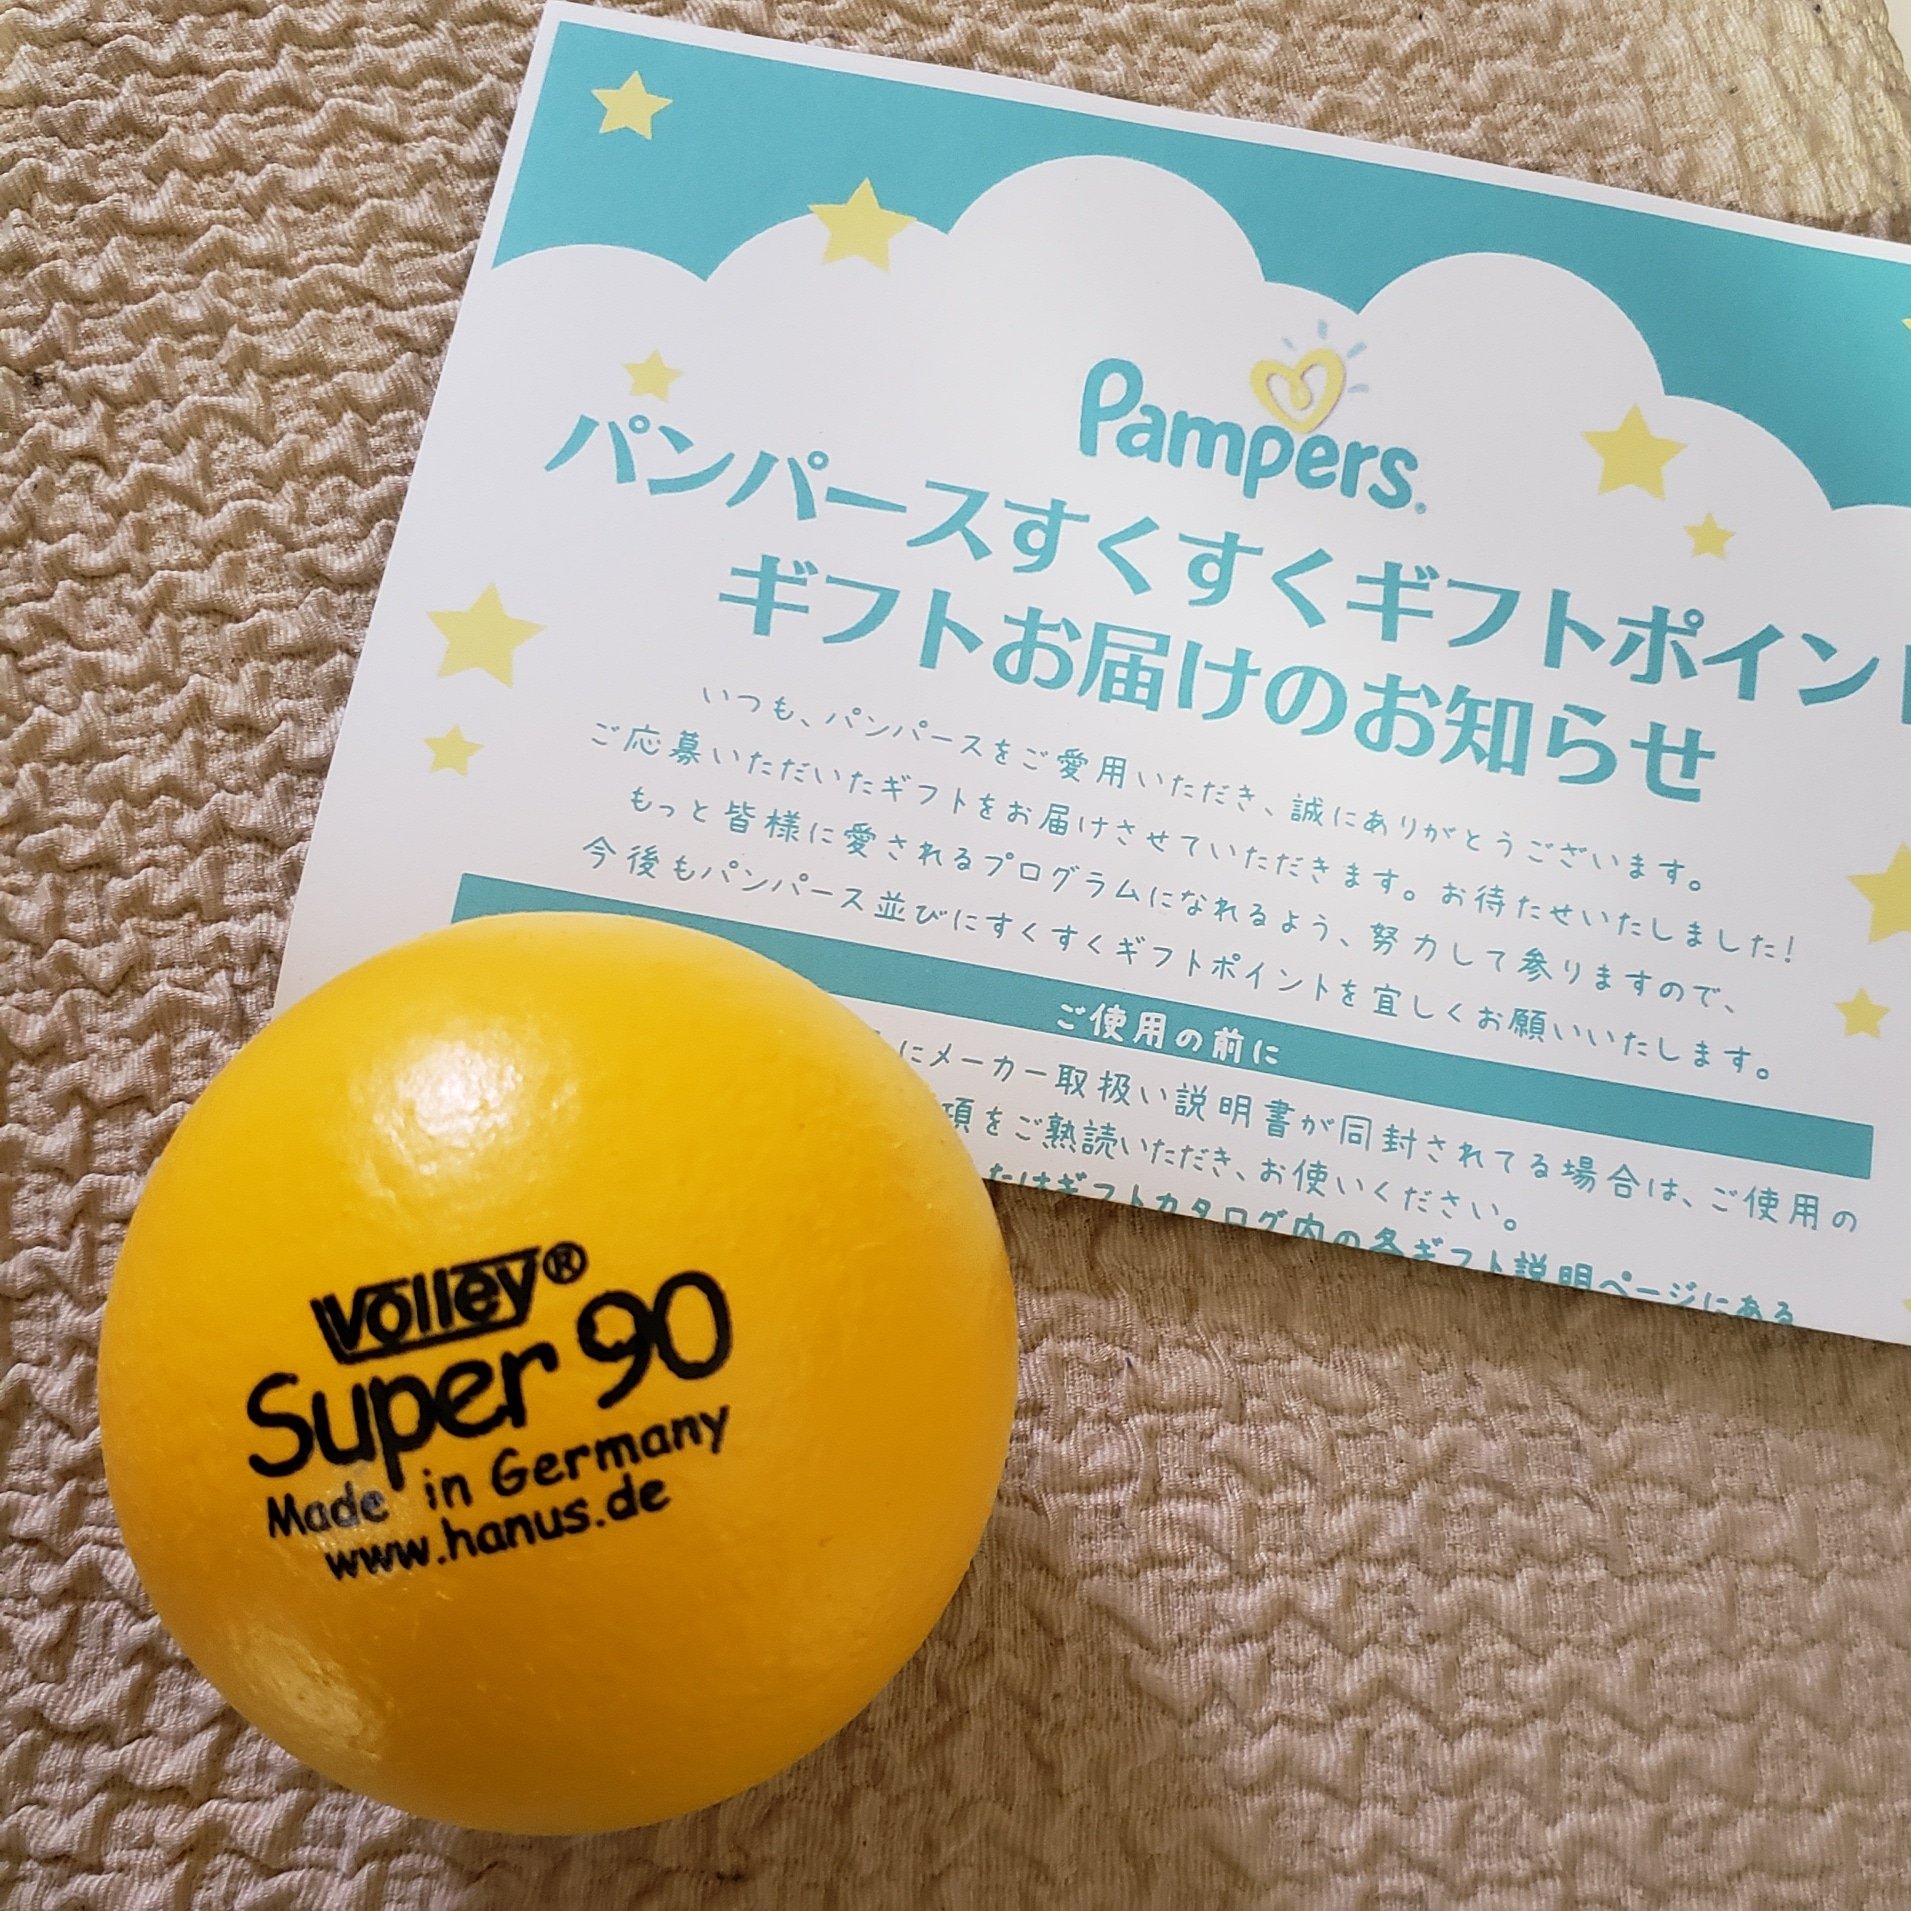 Pampers.
パンパースすくすくギフトポイント
ギフトお届けのお知らせ
いつも、パンパースをご愛用いただき、誠にありがとうございます。
ご応募いただいたギフトをお届けさせていただきます。お待たせいたしました!
もっと皆様に愛されるプログラムになれるよう、努力して参りますので、
今後もパンパース並びにすくすくギフトポイントを宜しくお願いいたします。
ご使用の前に
にメーカー取扱い説明書が同封されてる場合は、ご使用の
項をご熟読いただき、お使いください。
たはギフトカタログ内の各ギフト説明ページにある
Volley®
Super 90
Made in Germany
www.hanus.de